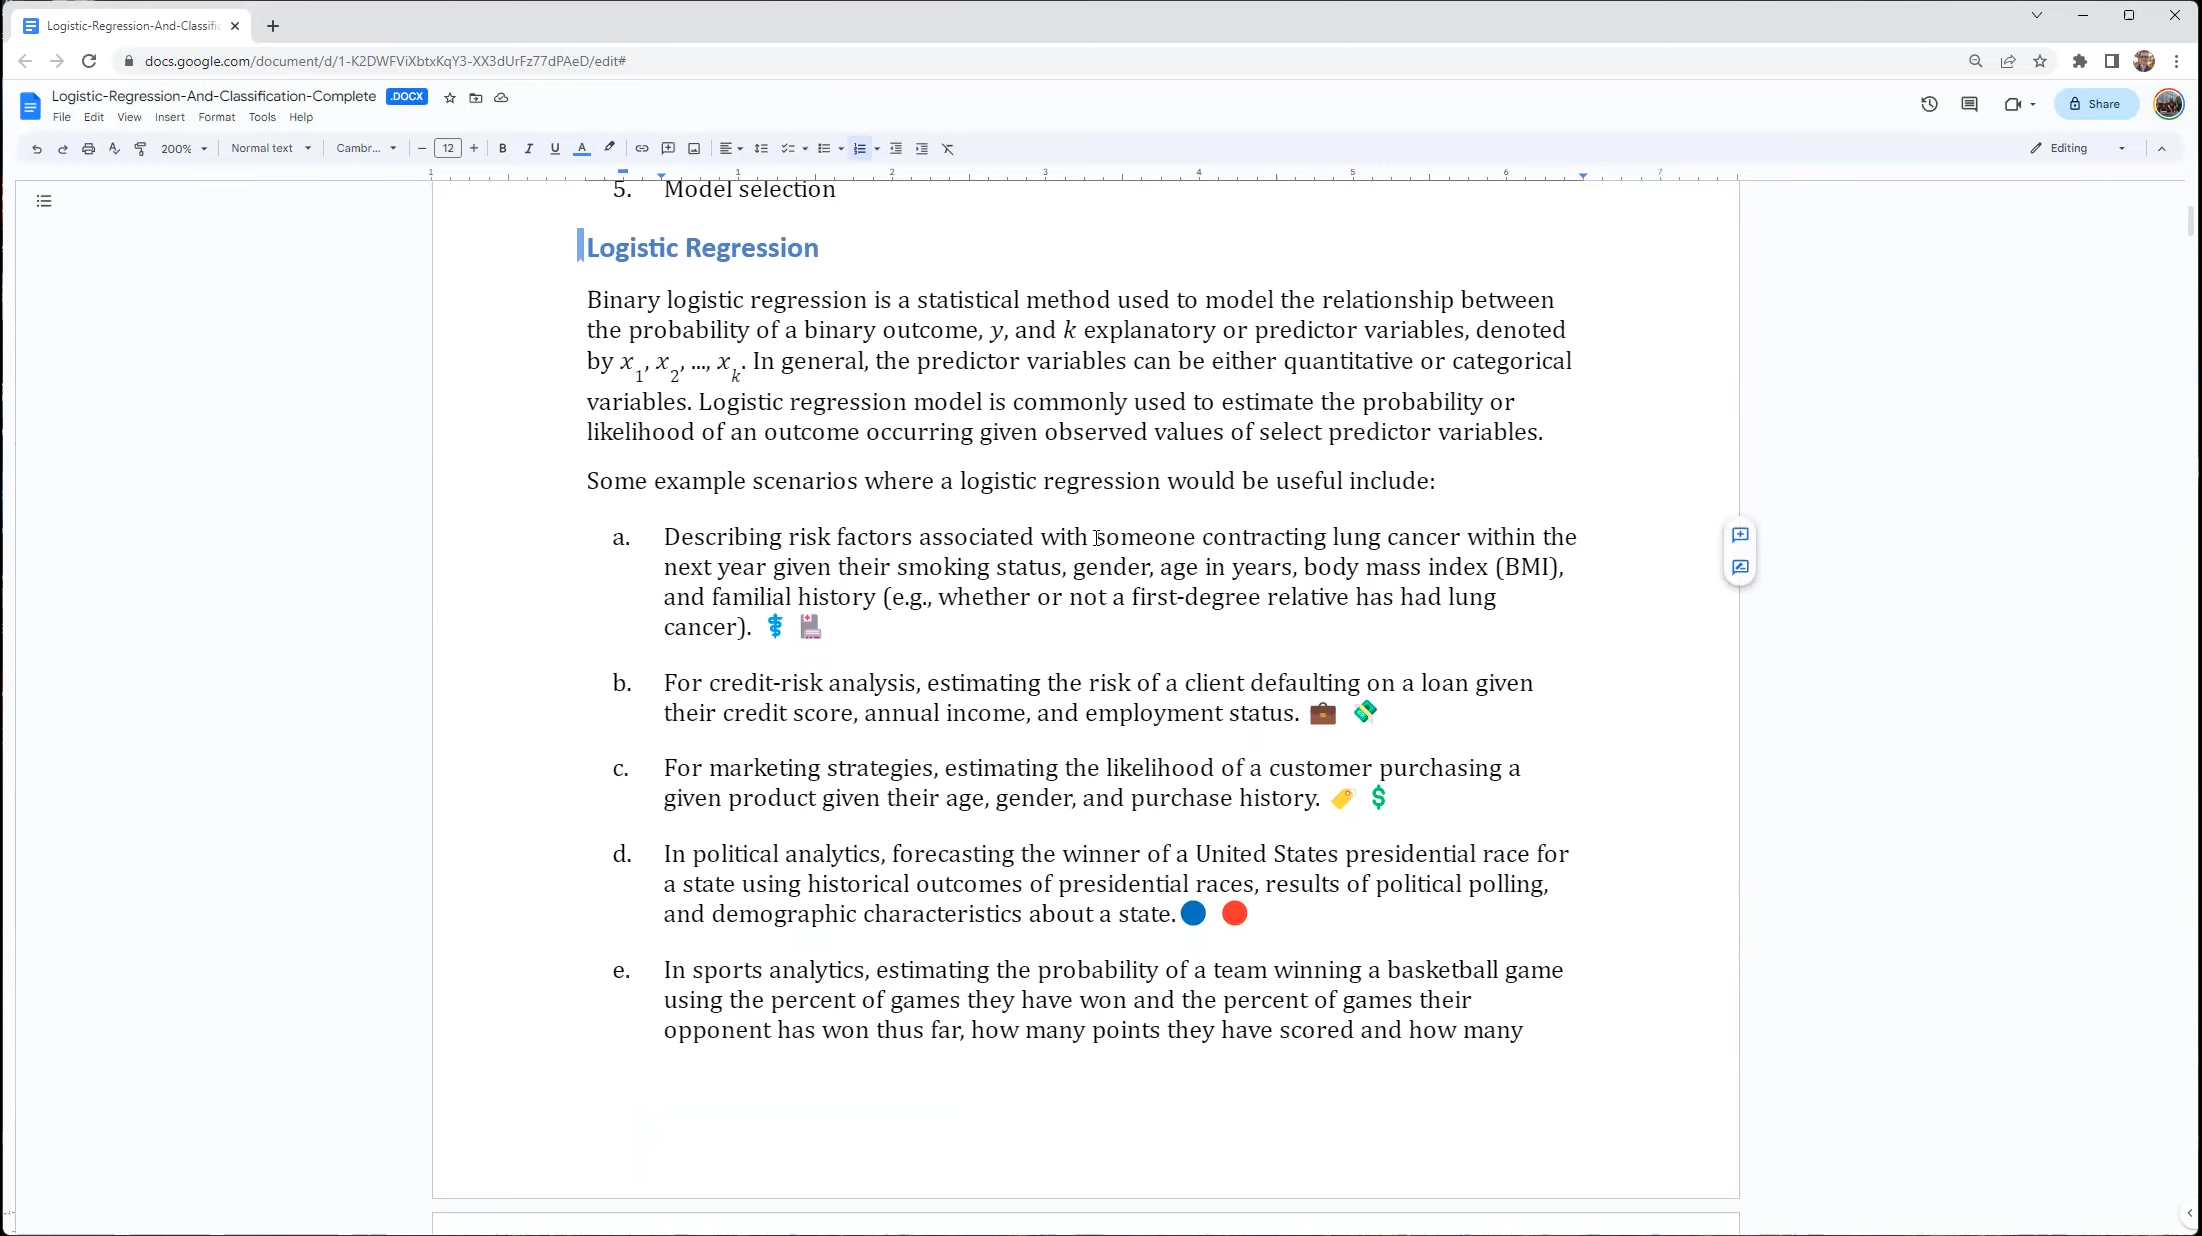 Logistic-Regression-And-Classific
docs.google.com/document/d/1-K2DWFViXbtxKqY3-XX3dUrFz77dPAeD/edit#
Logistic-Regression-And-Classification-Complete .DOCX
Share
File Edit View Insert Format Tools Help
200% Normal text Cambr... − 12 + B I U A Editing
1 1 2 3 4 5 6 7
5. Model selection
Logistic Regression
Binary logistic regression is a statistical method used to model the relationship between
the probability of a binary outcome, y, and k explanatory or predictor variables, denoted
by x1, x2, ..., xk. In general, the predictor variables can be either quantitative or categorical
variables. Logistic regression model is commonly used to estimate the probability or
likelihood of an outcome occurring given observed values of select predictor variables.
Some example scenarios where a logistic regression would be useful include:
a. Describing risk factors associated with someone contracting lung cancer within the
next year given their smoking status, gender, age in years, body mass index (BMI),
and familial history (e.g., whether or not a first-degree relative has had lung
cancer).
b. For credit-risk analysis, estimating the risk of a client defaulting on a loan given
their credit score, annual income, and employment status.
c. For marketing strategies, estimating the likelihood of a customer purchasing a
given product given their age, gender, and purchase history.
d. In political analytics, forecasting the winner of a United States presidential race for
a state using historical outcomes of presidential races, results of political polling,
and demographic characteristics about a state.
e. In sports analytics, estimating the probability of a team winning a basketball game
using the percent of games they have won and the percent of games their
opponent has won thus far, how many points they have scored and how many